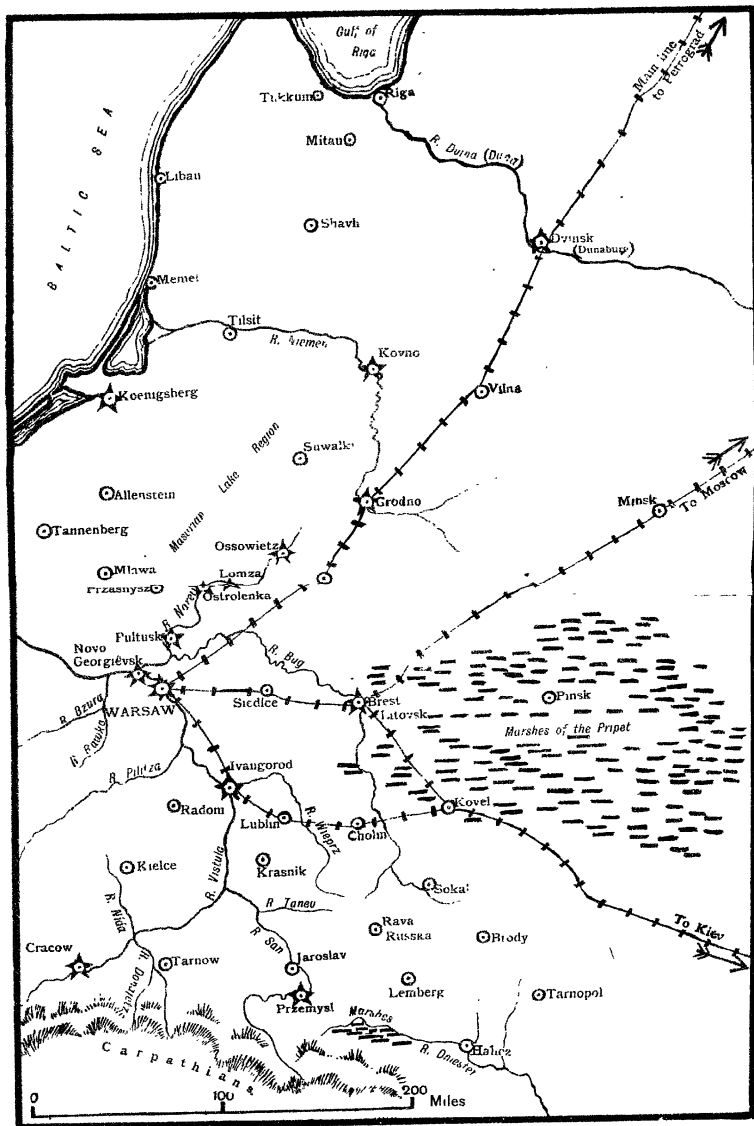 Gulf of
Riga
Main line
to Petrograd
Tukkum
Riga
BALTIC SEA
Mitau
R. Duina (Duna)
Libau
Shavli
Dvinsk
(Dunaburg)
Memel
Tilsit
R. Niemen
Kovno
Koenigsberg
Vilna
Suwalki
Masurian Lake Region
Allenstein
Grodno
Minsk
To Moscow
Tannenberg
Ossowietz
Mlawa
Lomza
Przasnysz
Ostrolenka
R. Narew
Pultusk
Novo
Georgievsk
R. Bug
R. Bzura
WARSAW
Siedlce
Brest
Litovsk
Pinsk
Marshes of the Pripet
R. Rawka
R. Pilitza
Ivangorod
Radom
Lublin
R. Wieprz
Cholm
Kovel
Kielce
R. Vistula
Krasnik
Sokal
R. Nida
R. Taneu
Rava
Russka
Brody
To Kiev
Cracow
R. San
R. Donjetz
Tarnow
Jaroslav
Lemberg
Tarnopol
Przemysl
Marshes
Halicz
R. Dniester
Carpathians
0 100 200 Miles